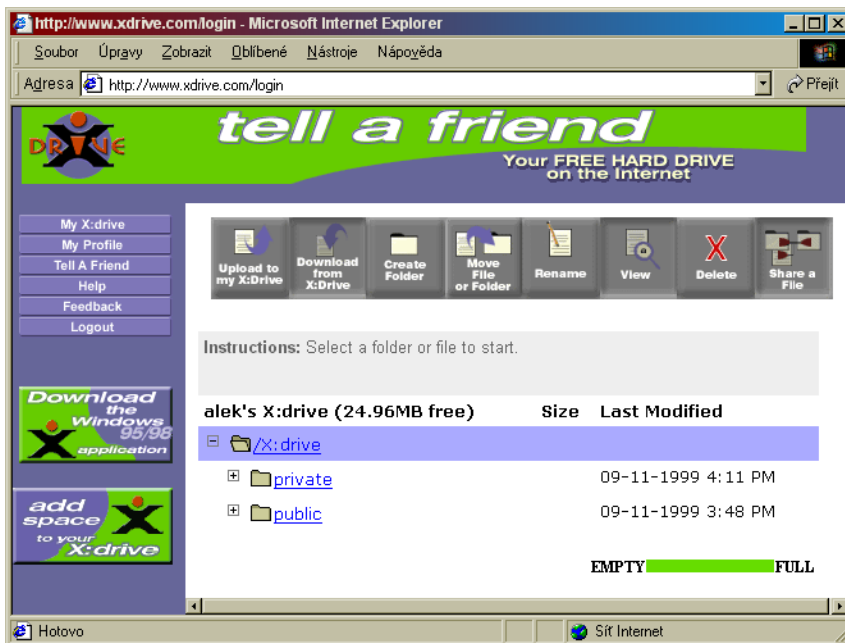 http://www.xdrive.com/login - Microsoft Internet Explorer
Soubor Úpravy Zobrazit Oblíbené Nástroje Nápověda
Adresa http://www.xdrive.com/login Přejít
DRIVE
tell a friend
Your FREE HARD DRIVE
on the Internet
My X:drive
My Profile
Tell A Friend
Help
Feedback
Logout
Download
the
Windows
95/98
application
add
space
to your
X:drive
Upload to
my X:Drive
Download
from
X:Drive
Create
Folder
Move
File
or Folder
Rename
View
Delete
Share a
File
Instructions: Select a folder or file to start.
alek's X:drive (24.96MB free) Size Last Modified
/X:drive
private 09-11-1999 4:11 PM
public 09-11-1999 3:48 PM
EMPTY FULL
Hotovo Síť Internet